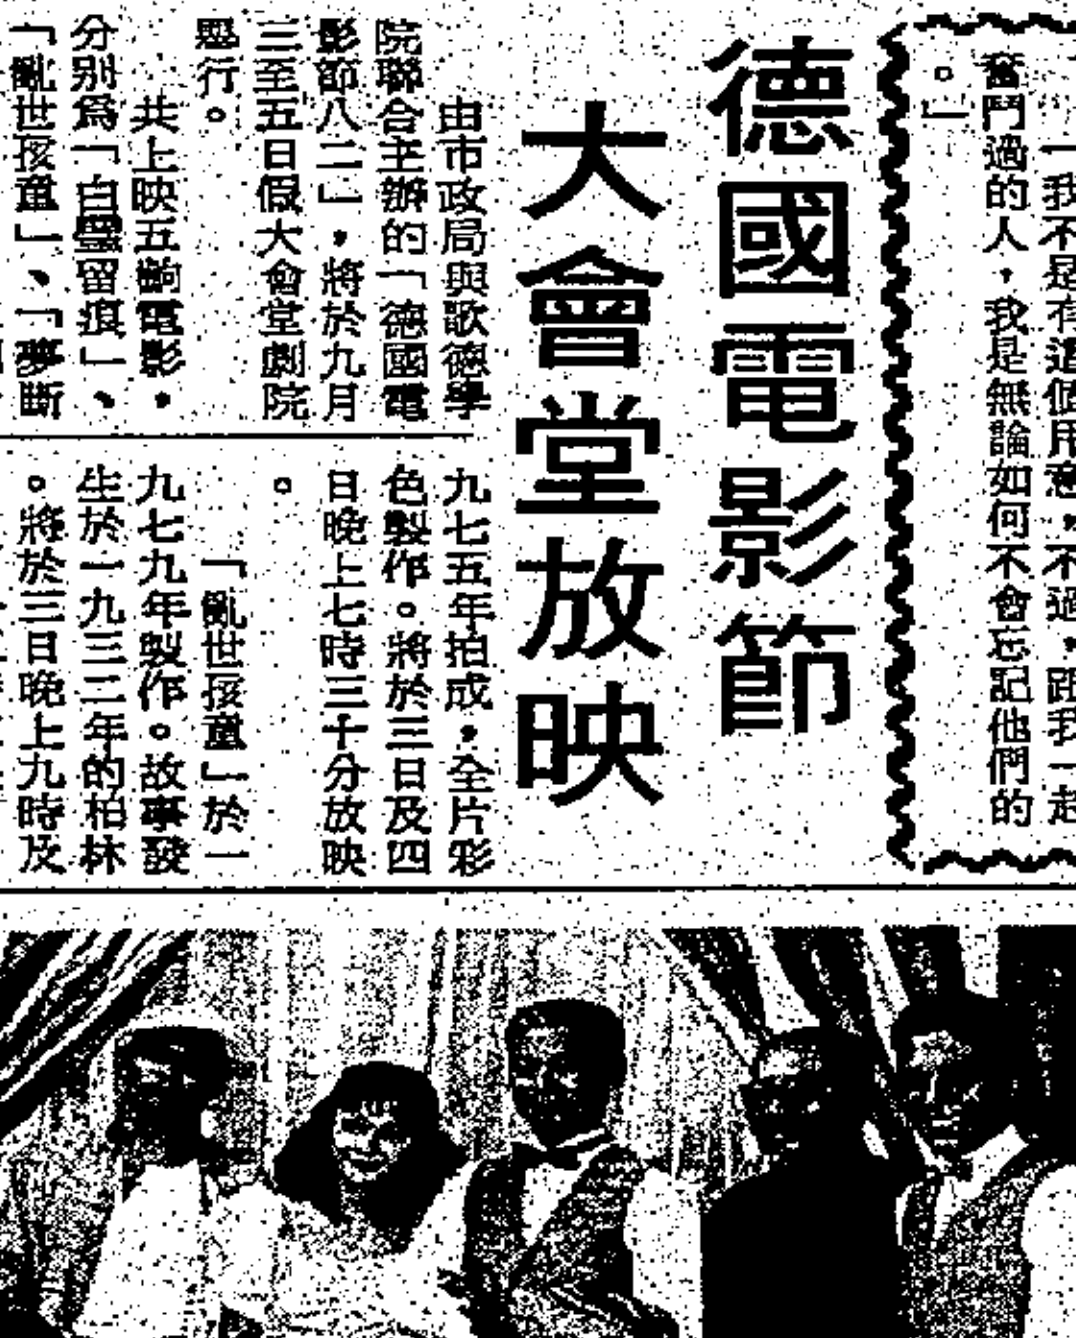 一我不是有這個用意，不過，跟我一起
奮鬥過的人，我是無論如何不會忘記他們的
。」
德國電影節
大會堂放映
由市政局與歌德學
院聯合主辦的「德國電
影節八二」，將於九月
三至五日假大會堂劇院
舉行。
共上映五齣電影，
分别爲「白璧留痕」、
「亂世孩童」、「夢斷
九七五年拍成，全片彩
色製作。將於三日及四
日晚上七時三十分放映
。
「亂世孩童」於一
九七九年製作。故事發
生於一九三二年的柏林
。將於三日晚上九時及